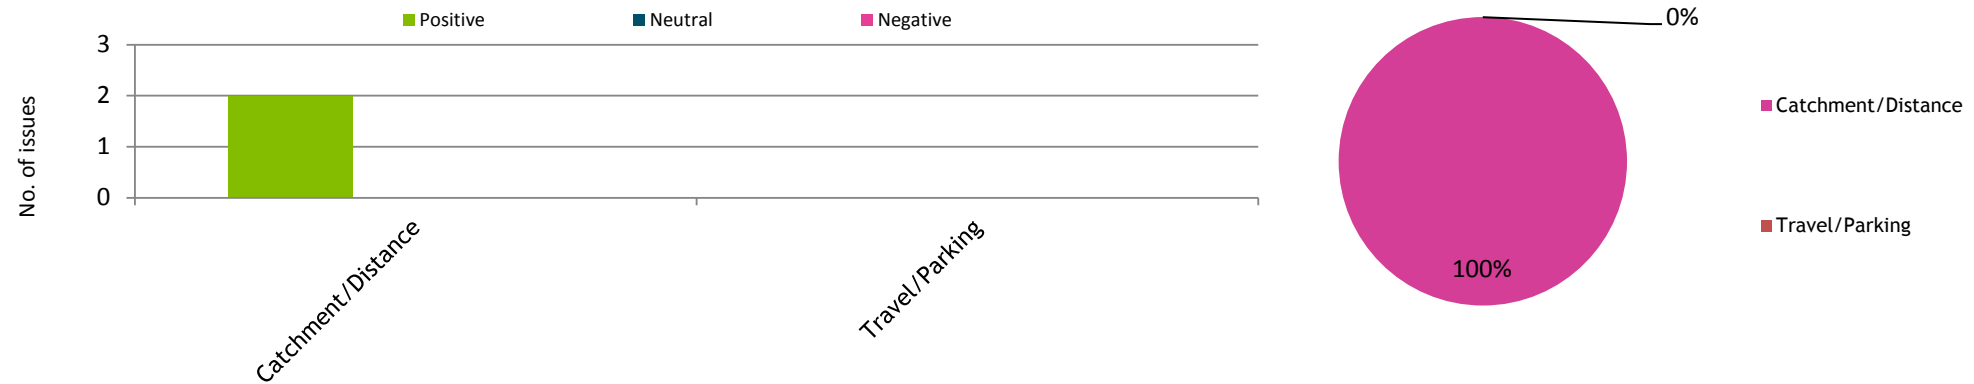 Positive
Neutral
Negative
No. of issues
3
2
1
0
Catchment/Distance
Travel/Parking
0%
100%
Catchment/Distance
Travel/Parking